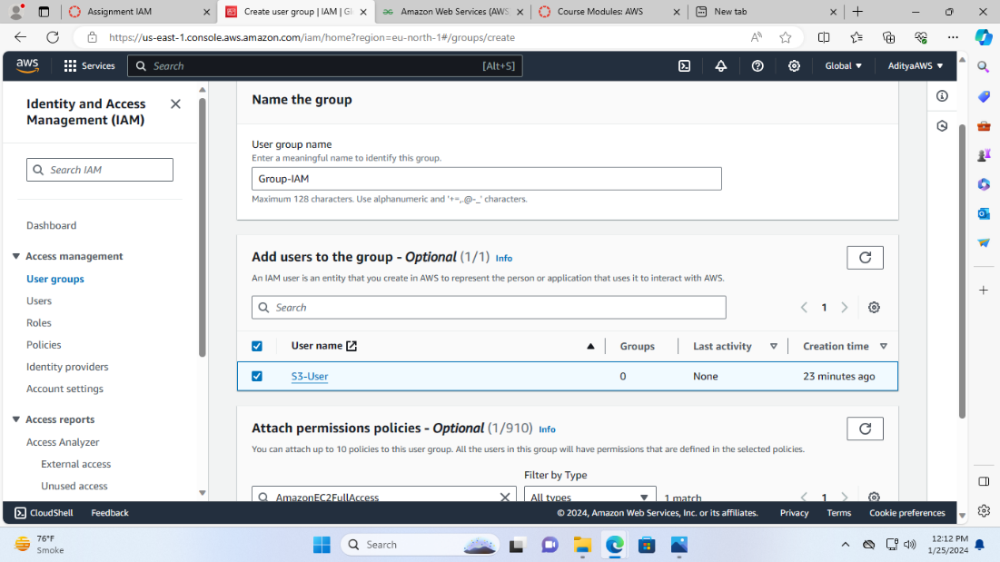 Assignment IAM
Create user group | IAM | Glo
Amazon Web Services (AWS
Course Modules: AWS
New tab
https://us-east-1.console.aws.amazon.com/iam/home?region=eu-north-1#/groups/create
aws
Services
Search
[Alt+S]
Global
AdityaAWS
Identity and Access
Management (IAM)
Search IAM
Dashboard
Access management
User groups
Users
Roles
Policies
Identity providers
Account settings
Access reports
Access Analyzer
External access
Unused access
Name the group
User group name
Enter a meaningful name to identify this group.
Group-IAM
Maximum 128 characters. Use alphanumeric and '+=,.@-_' characters.
Add users to the group - Optional (1/1) Info
An IAM user is an entity that you create in AWS to represent the person or application that uses it to interact with AWS.
Search
1
User name
Groups
Last activity
Creation time
S3-User
0
None
23 minutes ago
Attach permissions policies - Optional (1/910) Info
You can attach up to 10 policies to this user group. All the users in this group will have permissions that are defined in the selected policies.
Filter by Type
AmazonEC2FullAccess
All types
1 match
1
CloudShell
Feedback
© 2024, Amazon Web Services, Inc. or its affiliates.
Privacy
Terms
Cookie preferences
76°F
Smoke
Search
12:12 PM
1/25/2024